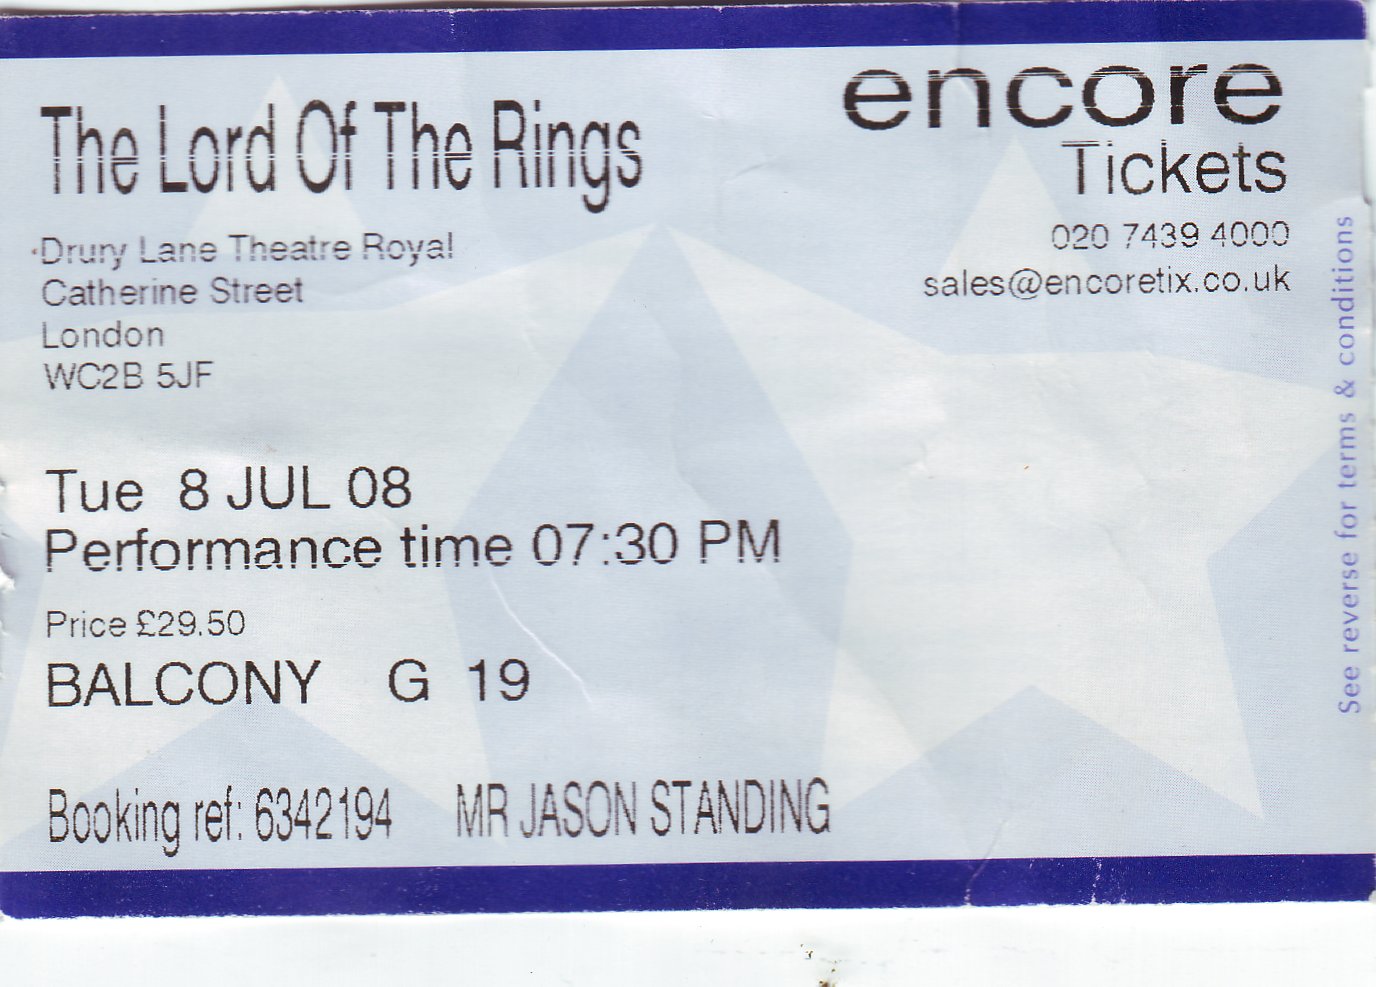 The Lord Of The Rings
Drury Lane Theatre Royal
Catherine Street
London
WC2B 5JF
encore
Tickets
020 7439 4000
sales@encoretix.co.uk
Tue 8 JUL 08
Performance time 07:30 PM
Price £29.50
BALCONY G 19
Booking ref: 6342194 MR JASON STANDING
See reverse for terms & conditions